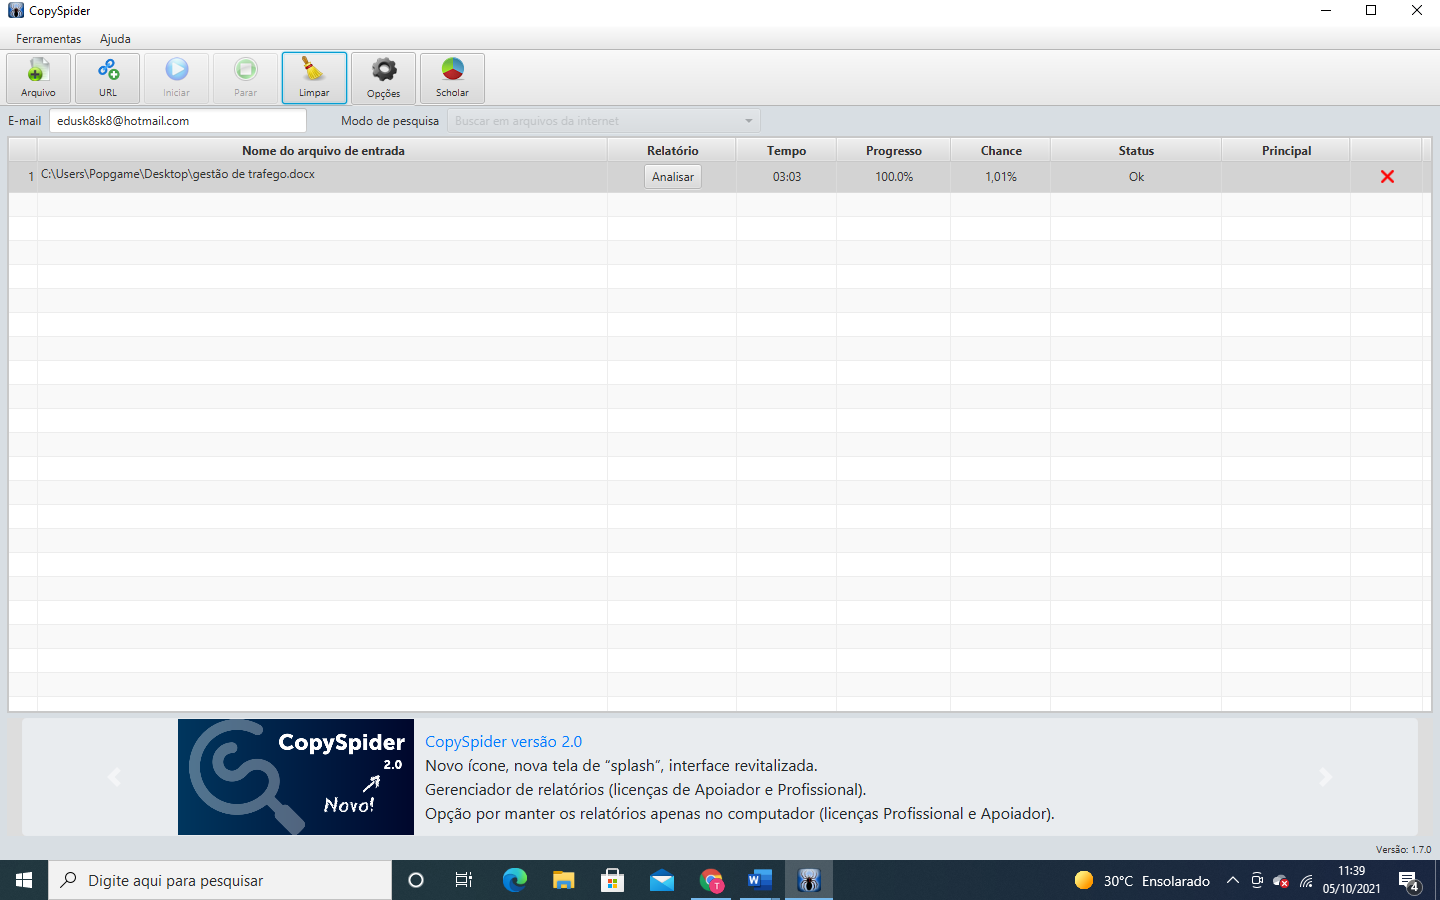 CopySpider
Ferramentas Ajuda
Arquivo URL Iniciar Parar Limpar Opções Scholar
E-mail edusk8sk8@hotmail.com Modo de pesquisa Buscar em arquivos da internet
Nome do arquivo de entrada Relatório Tempo Progresso Chance Status Principal
1 C:\Users\Popgame\Desktop\gestão de trafego.docx Analisar 03:03 100.0% 1,01% Ok
CopySpider
2.0
Novo!
CopySpider versão 2.0
Novo ícone, nova tela de “splash”, interface revitalizada.
Gerenciador de relatórios (licenças de Apoiador e Profissional).
Opção por manter os relatórios apenas no computador (licenças Profissional e Apoiador).
Versão: 1.7.0
Digite aqui para pesquisar
T
W
30°C Ensolarado
11:39
05/10/2021
4